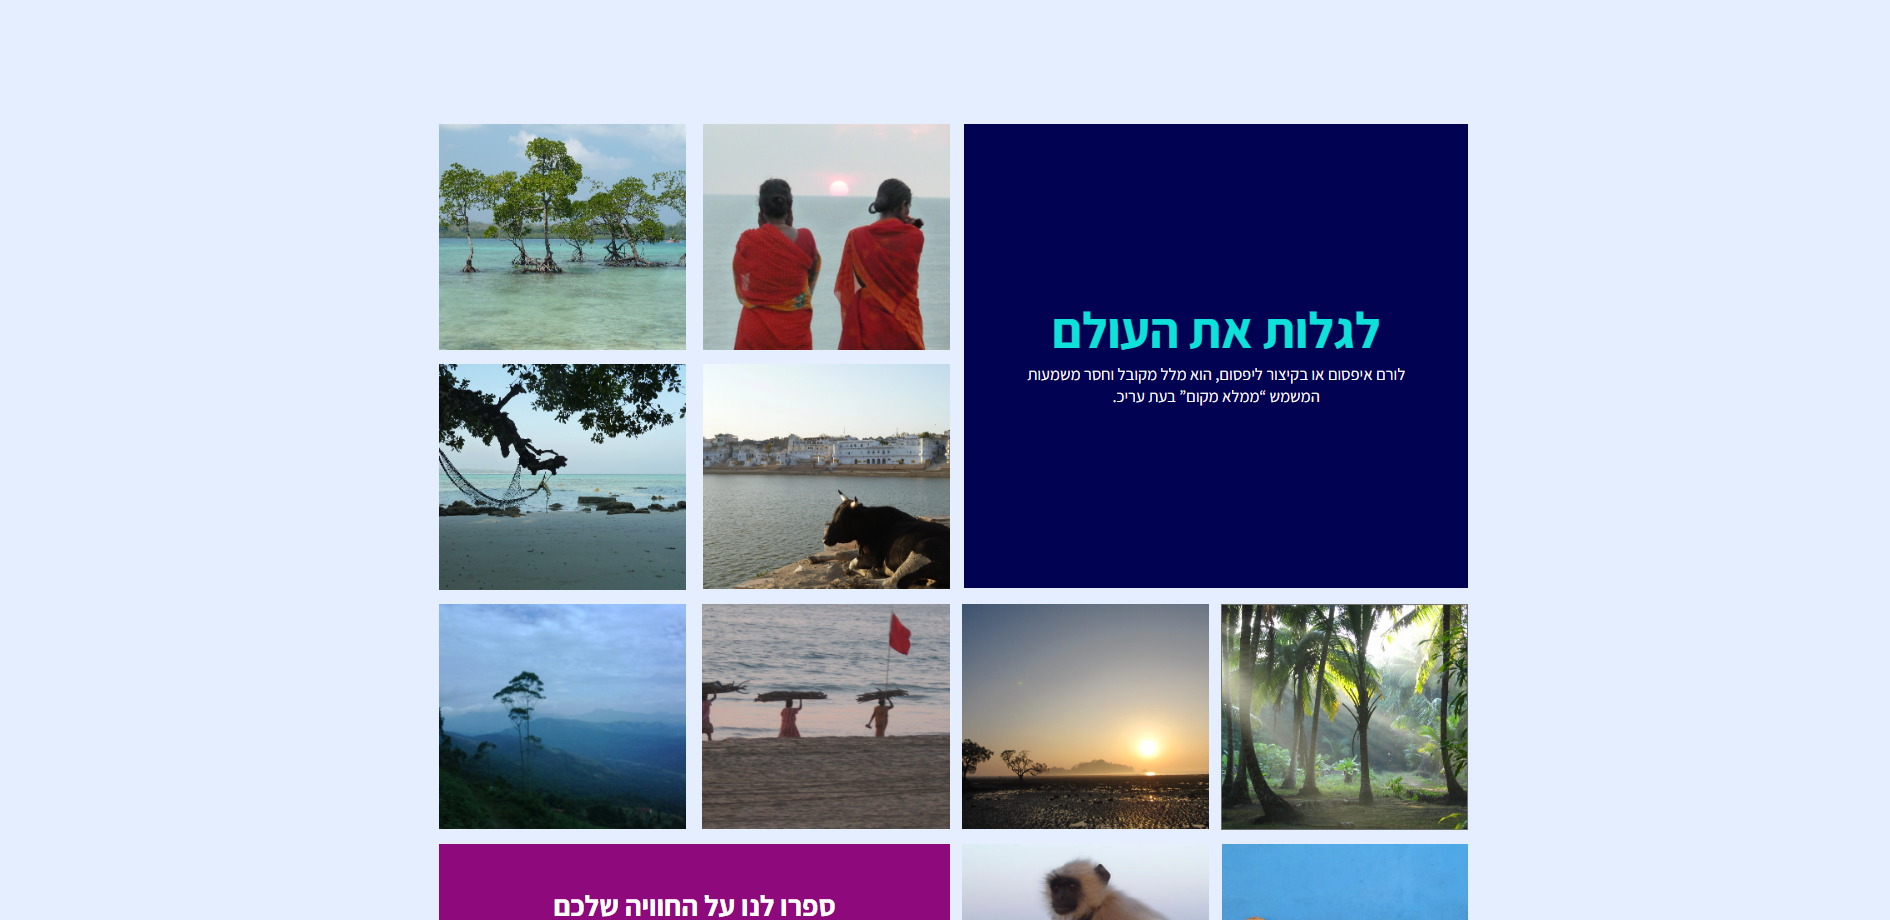 לגלות את העולם
לורם איפסום או בקיצור ליפסום, הוא מלל מקובל וחסר משמעות
המשמש “ממלא מקום” בעת עריכ.
ספרו לנו על החוויה שלכם